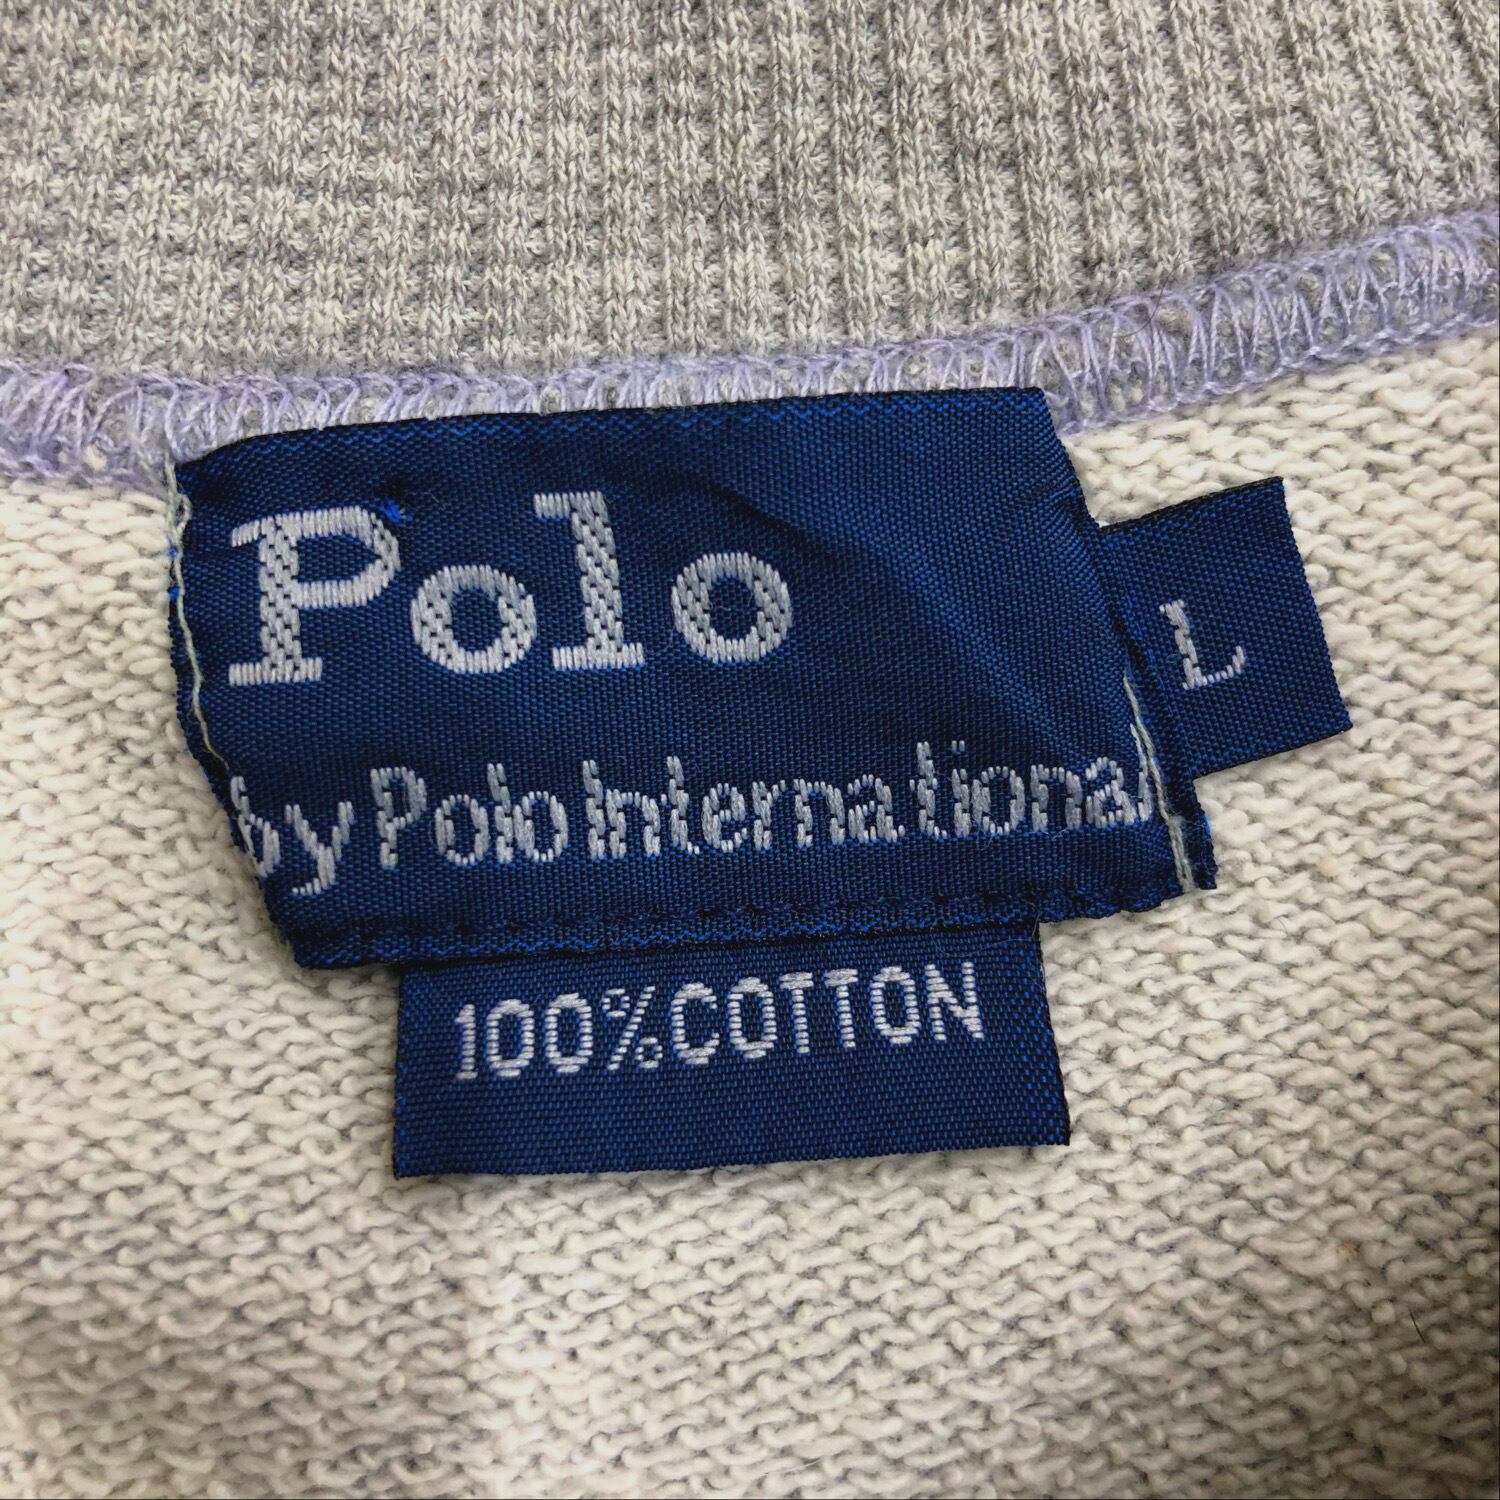 Polo
by Polo International
L
100% COTTON